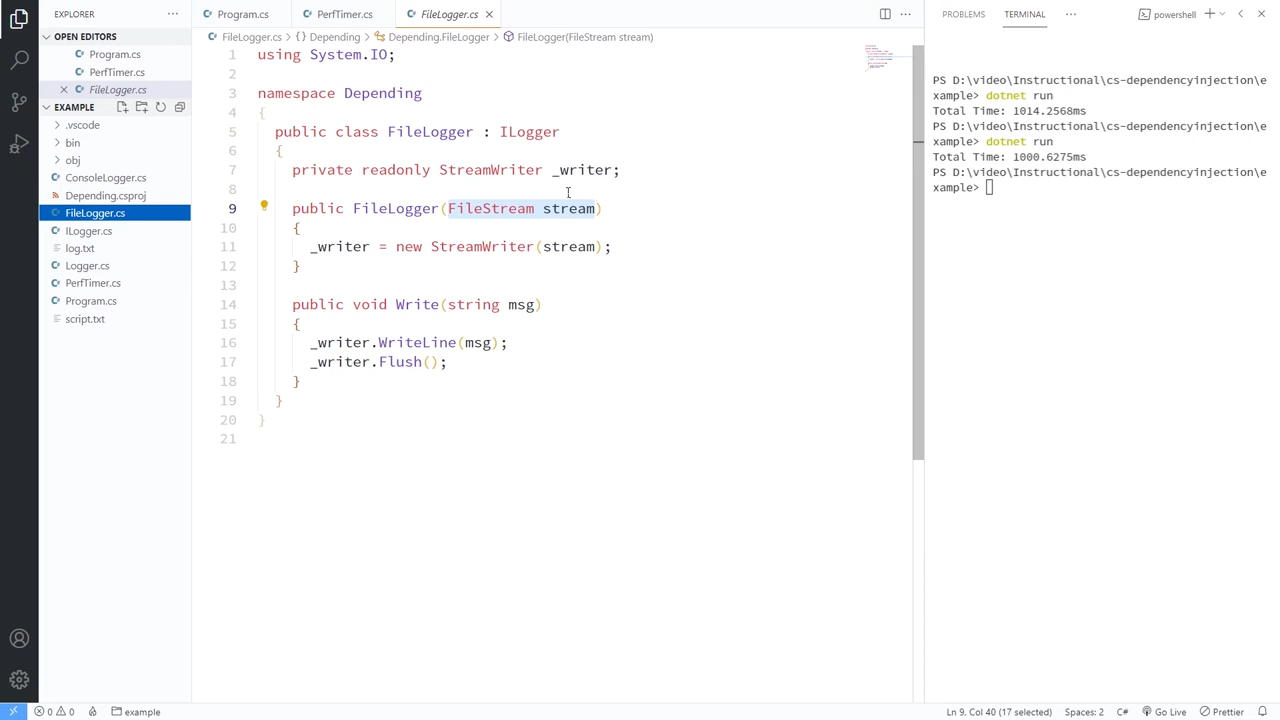 EXPLORER
OPEN EDITORS
Program.cs
PerfTimer.cs
FileLogger.cs
EXAMPLE
.vscode
bin
obj
ConsoleLogger.cs
Depending.csproj
FileLogger.cs
ILogger.cs
log.txt
Logger.cs
PerfTimer.cs
Program.cs
script.txt
Program.cs PerfTimer.cs FileLogger.cs
FileLogger.cs > {} Depending > Depending.FileLogger > FileLogger(FileStream stream)
1 using System.IO;
2
3 namespace Depending
4 {
5 public class FileLogger : ILogger
6 {
7 private readonly StreamWriter _writer;
8
9 public FileLogger(FileStream stream)
10 {
11 _writer = new StreamWriter(stream);
12 }
13
14 public void Write(string msg)
15 {
16 _writer.WriteLine(msg);
17 _writer.Flush();
18 }
19 }
20 }
21
PROBLEMS TERMINAL powershell
PS D:\video\Instructional\cs-dependencyinjection\e
xample> dotnet run
Total Time: 1014.2568ms
PS D:\video\Instructional\cs-dependencyinjection\e
xample> dotnet run
Total Time: 1000.6275ms
PS D:\video\Instructional\cs-dependencyinjection\e
xample>
0 0 example Ln 9, Col 40 (17 selected) Spaces: 2 C# Go Live Prettier